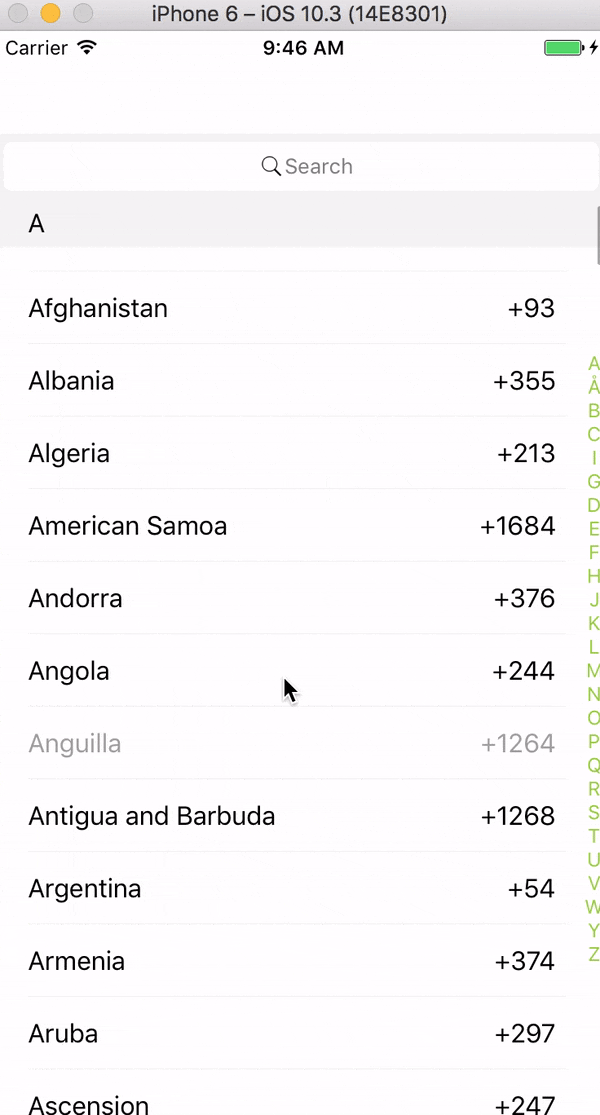 iPhone 6 – iOS 10.3 (14E8301)
Carrier 9:46 AM
Search
A
Afghanistan +93
Albania +355
Algeria +213
American Samoa +1684
Andorra +376
Angola +244
Anguilla +1264
Antigua and Barbuda +1268
Argentina +54
Armenia +374
Aruba +297
Ascension +247
A
Å
B
C
I
G
D
E
F
H
J
K
L
M
N
O
P
Q
R
S
T
U
V
W
Y
Z